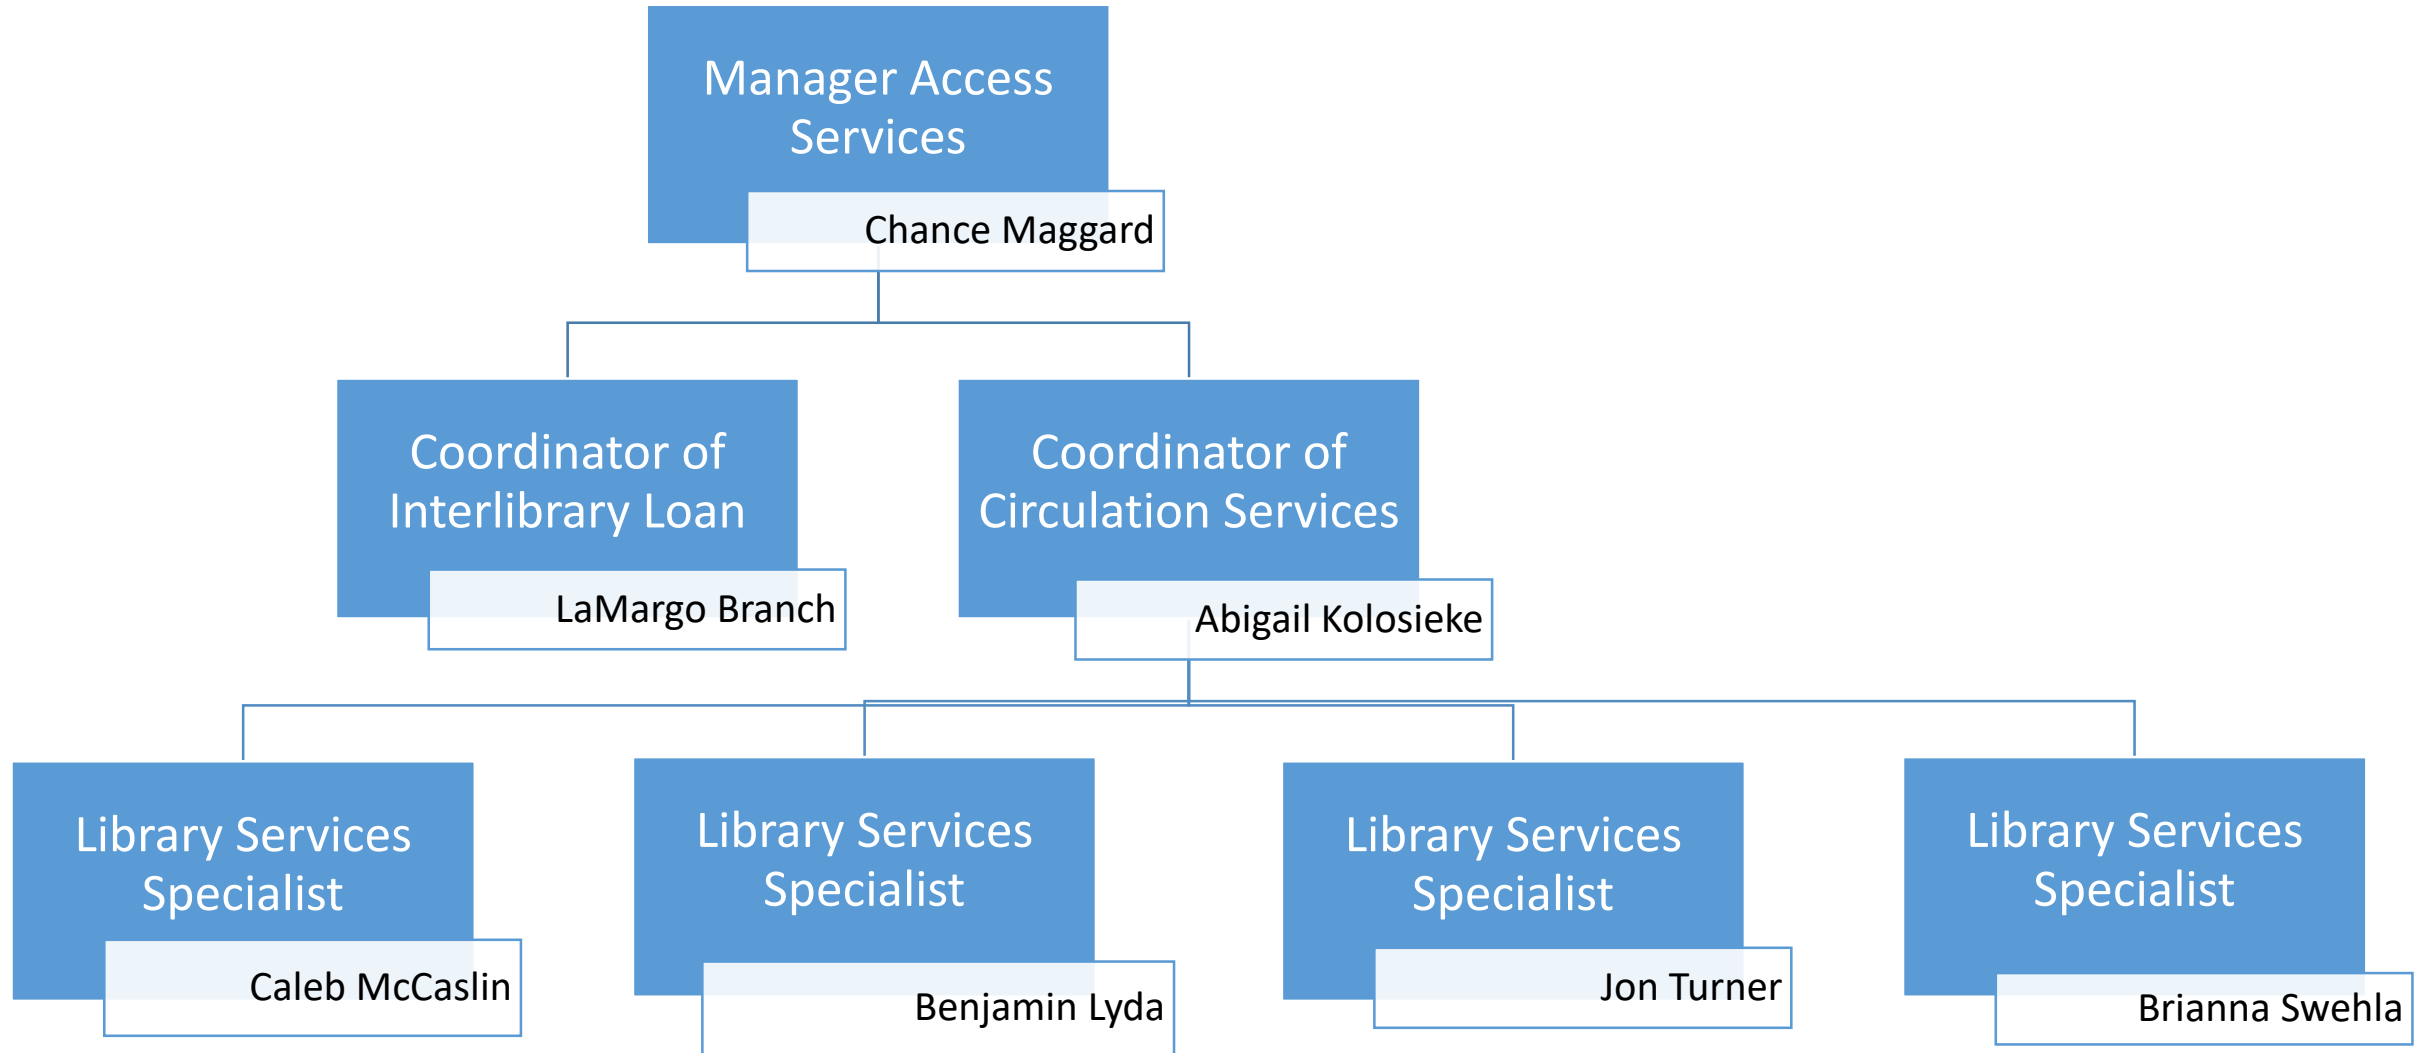 Manager Access
Services
Chance Maggard
Coordinator of
Interlibrary Loan
LaMargo Branch
Coordinator of
Circulation Services
Abigail Kolosieke
Library Services
Specialist
Caleb McCaslin
Library Services
Specialist
Benjamin Lyda
Library Services
Specialist
Jon Turner
Library Services
Specialist
Brianna Swehla